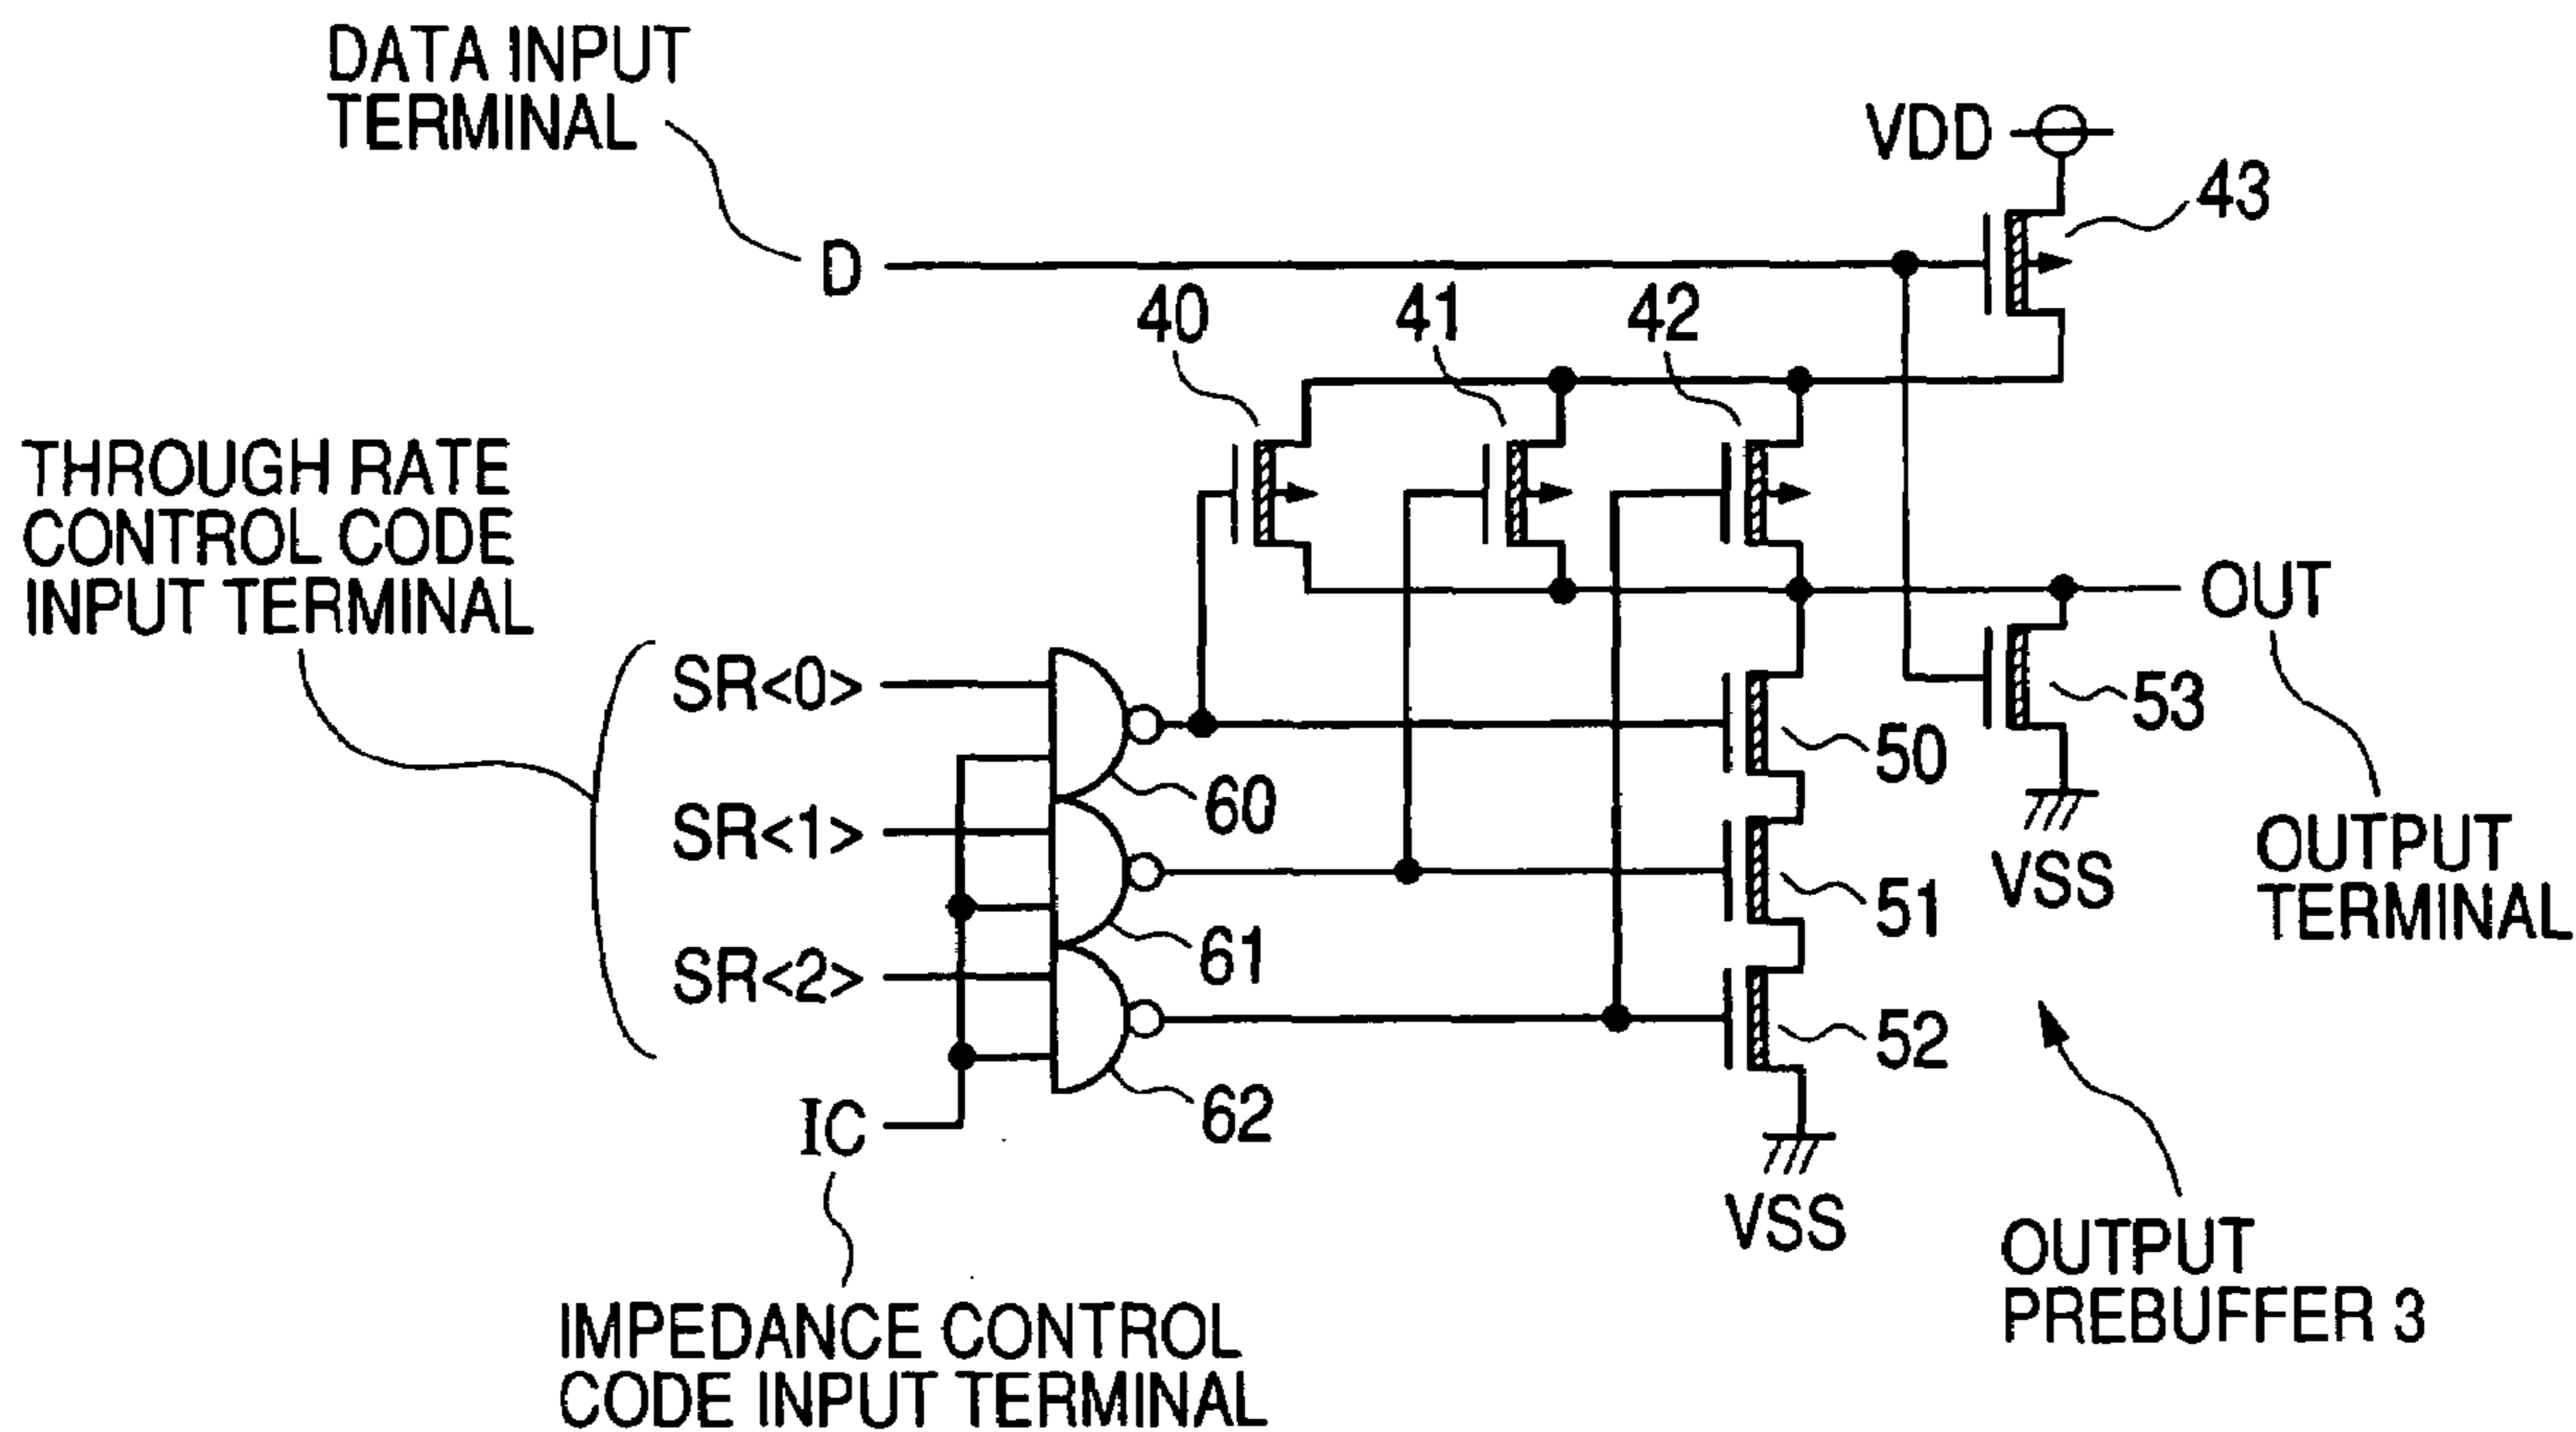 DATA INPUT
TERMINAL
VDD
43
D
40
41
42
THROUGH RATE
CONTROL CODE
INPUT TERMINAL
OUT
SR<0>
53
50
60
SR<1>
VSS
OUTPUT
TERMINAL
51
61
SR<2>
52
62
IC
VSS
OUTPUT
PREBUFFER 3
IMPEDANCE CONTROL
CODE INPUT TERMINAL